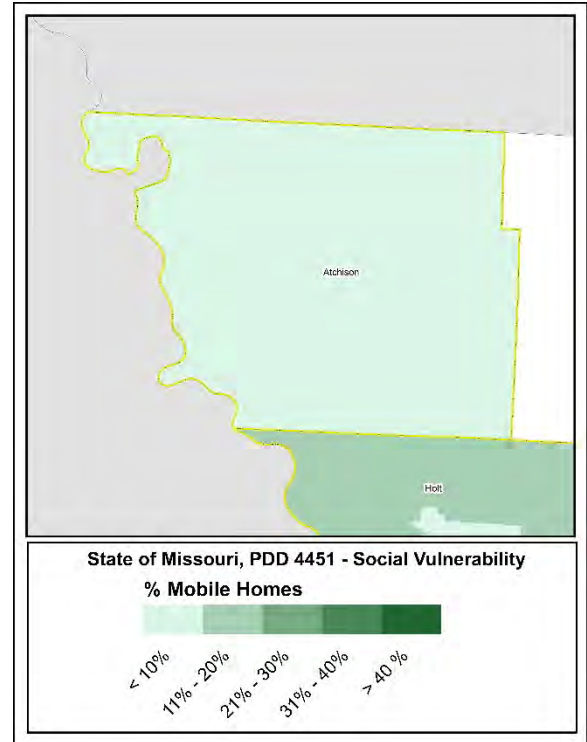 Atchison
Holt
State of Missouri, PDD 4451 - Social Vulnerability
% Mobile Homes
< 10%
11% - 20%
21% - 30%
31% - 40%
> 40 %